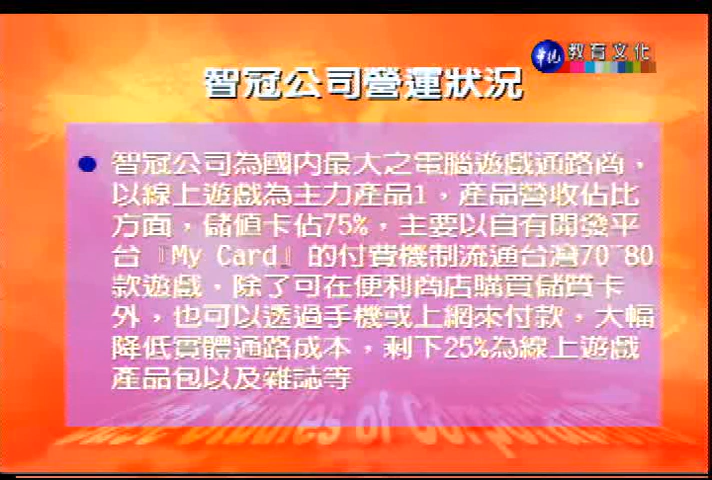 華視 教育文化
智冠公司營運狀況
● 智冠公司為國內最大之電腦遊戲通路商，
以線上遊戲為主力產品1，產品營收佔比
方面，儲值卡佔75%，主要以自有開發平
台『My Card』的付費機制流通台灣70~80
款遊戲，除了可在便利商店購買儲質卡
外，也可以透過手機或上網來付款，大幅
降低實體通路成本，剩下25%為線上遊戲
產品包以及雜誌等
Case Studies of Corporat